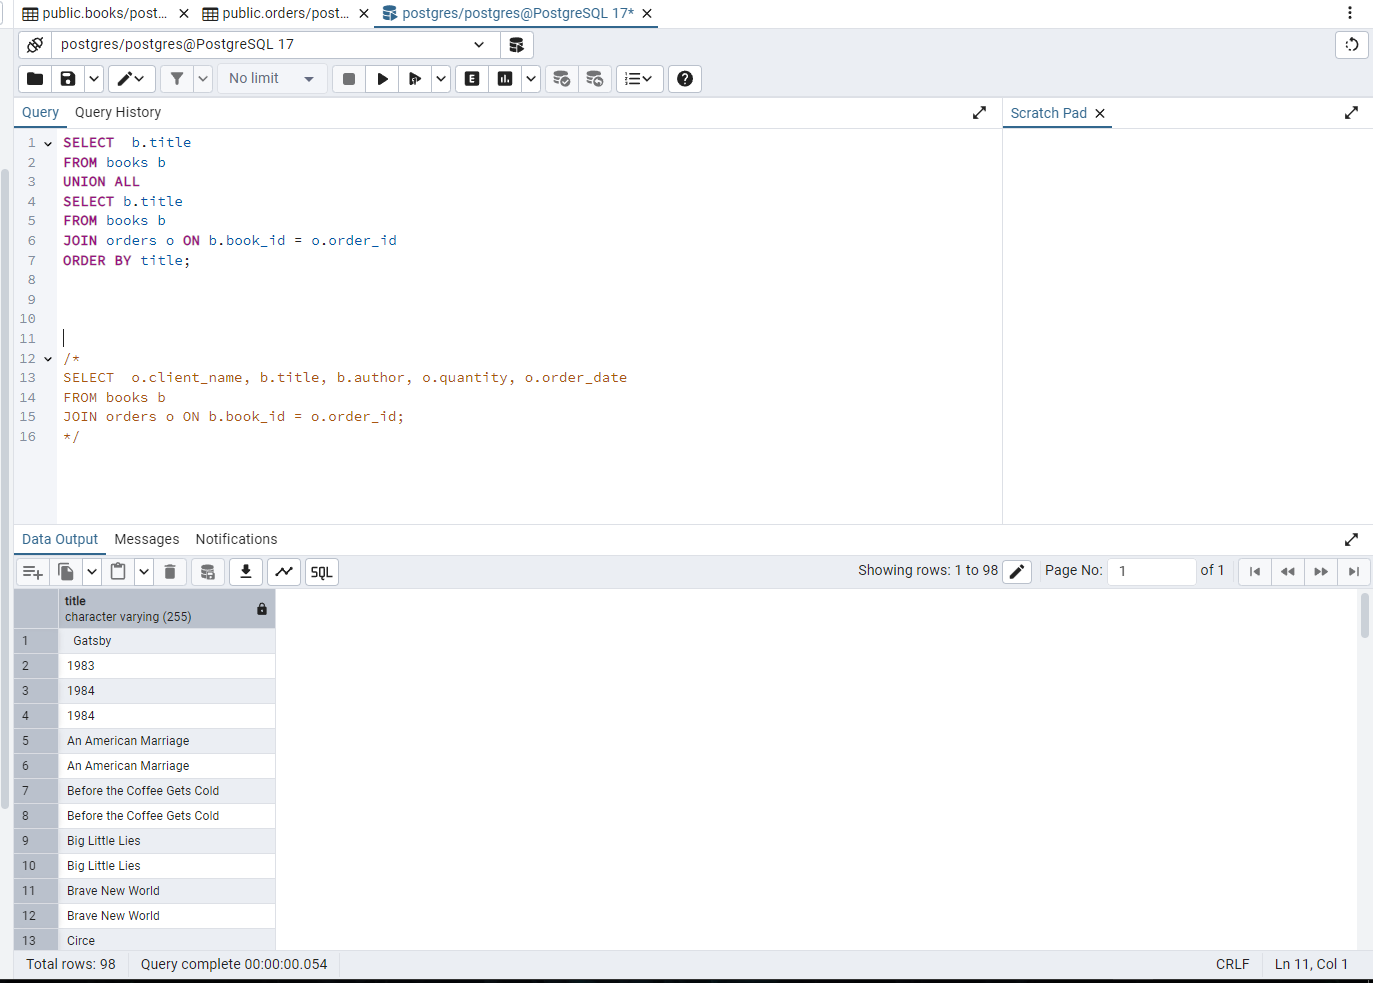 public.books/post...
public.orders/post...
postgres/postgres@PostgreSQL 17*
postgres/postgres@PostgreSQL 17
No limit
E
Query
Query History
Scratch Pad
1 SELECT  b.title
2 FROM books b
3 UNION ALL
4 SELECT b.title
5 FROM books b
6 JOIN orders o ON b.book_id = o.order_id
7 ORDER BY title;
8
9
10
11
12 /*
13 SELECT  o.client_name, b.title, b.author, o.quantity, o.order_date
14 FROM books b
15 JOIN orders o ON b.book_id = o.order_id;
16 */
Data Output
Messages
Notifications
SQL
Showing rows: 1 to 98
Page No:
1
of 1
title
character varying (255)
1 Gatsby
2 1983
3 1984
4 1984
5 An American Marriage
6 An American Marriage
7 Before the Coffee Gets Cold
8 Before the Coffee Gets Cold
9 Big Little Lies
10 Big Little Lies
11 Brave New World
12 Brave New World
13 Circe
Total rows: 98
Query complete 00:00:00.054
CRLF
Ln 11, Col 1